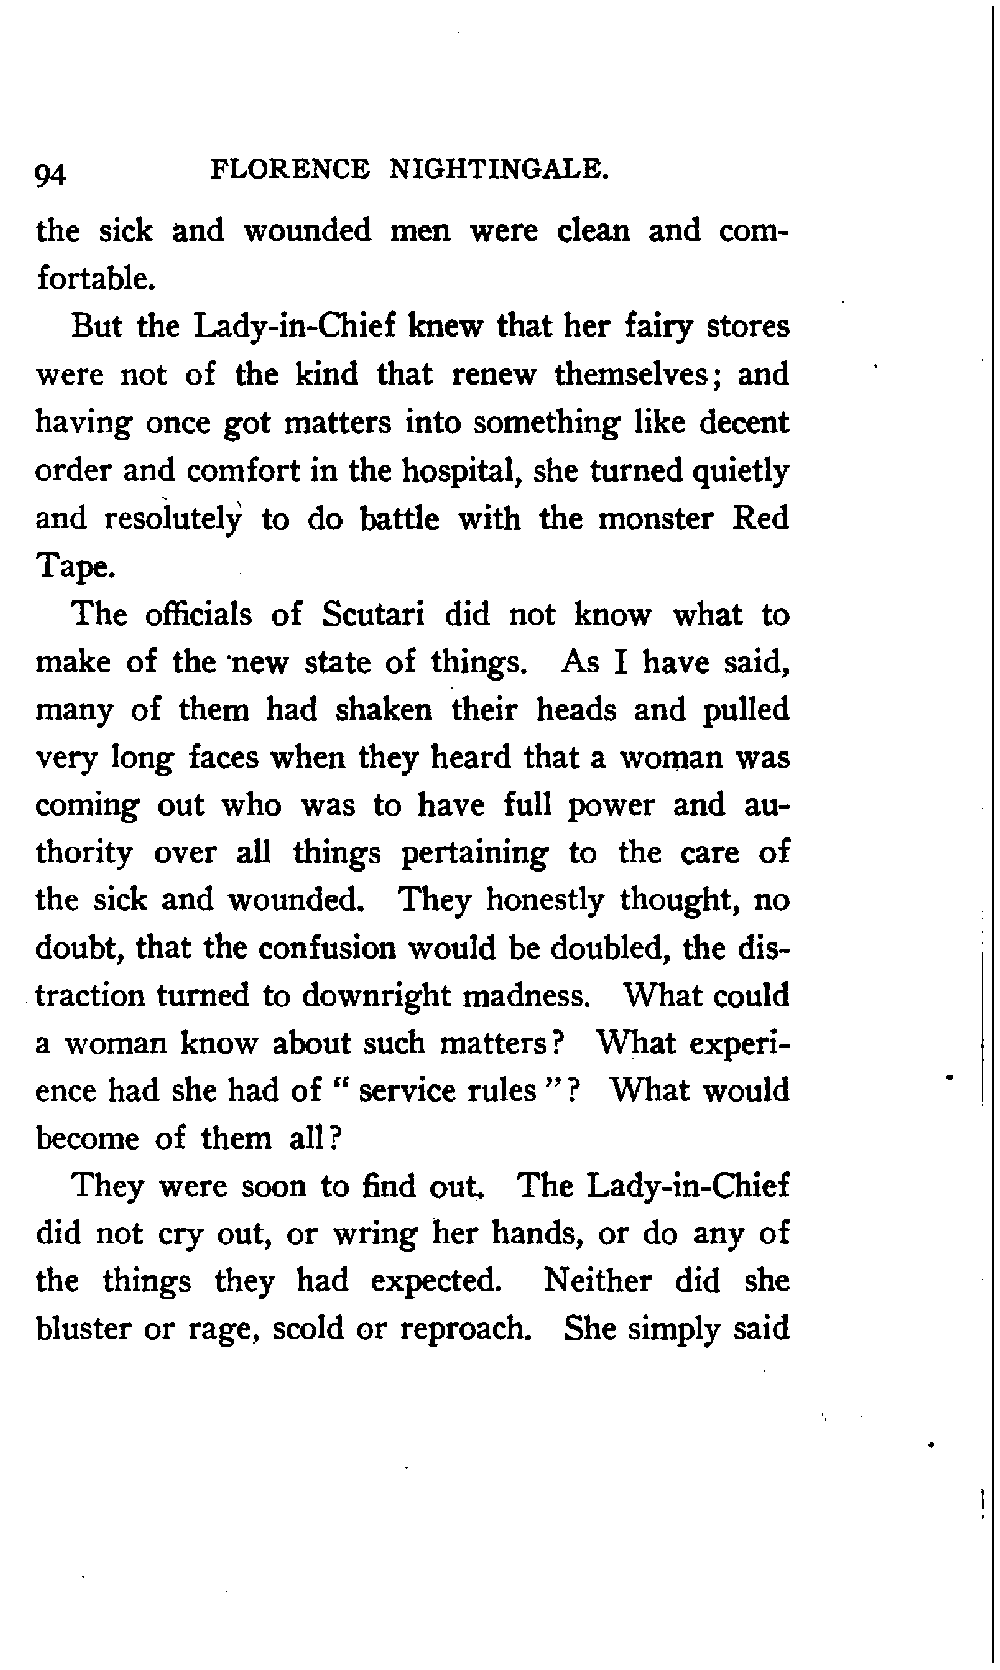 94 FLORENCE NIGHTINGALE.
the sick and wounded men were clean and com-
fortable.
But the Lady-in-Chief knew that her fairy stores
were not of the kind that renew themselves; and
having once got matters into something like decent
order and comfort in the hospital, she turned quietly
and resolutely to do battle with the monster Red
Tape.
The officials of Scutari did not know what to
make of the new state of things. As I have said,
many of them had shaken their heads and pulled
very long faces when they heard that a woman was
coming out who was to have full power and au-
thority over all things pertaining to the care of
the sick and wounded. They honestly thought, no
doubt, that the confusion would be doubled, the dis-
traction turned to downright madness. What could
a woman know about such matters? What experi-
ence had she had of " service rules "? What would
become of them all?
They were soon to find out. The Lady-in-Chief
did not cry out, or wring her hands, or do any of
the things they had expected. Neither did she
bluster or rage, scold or reproach. She simply said